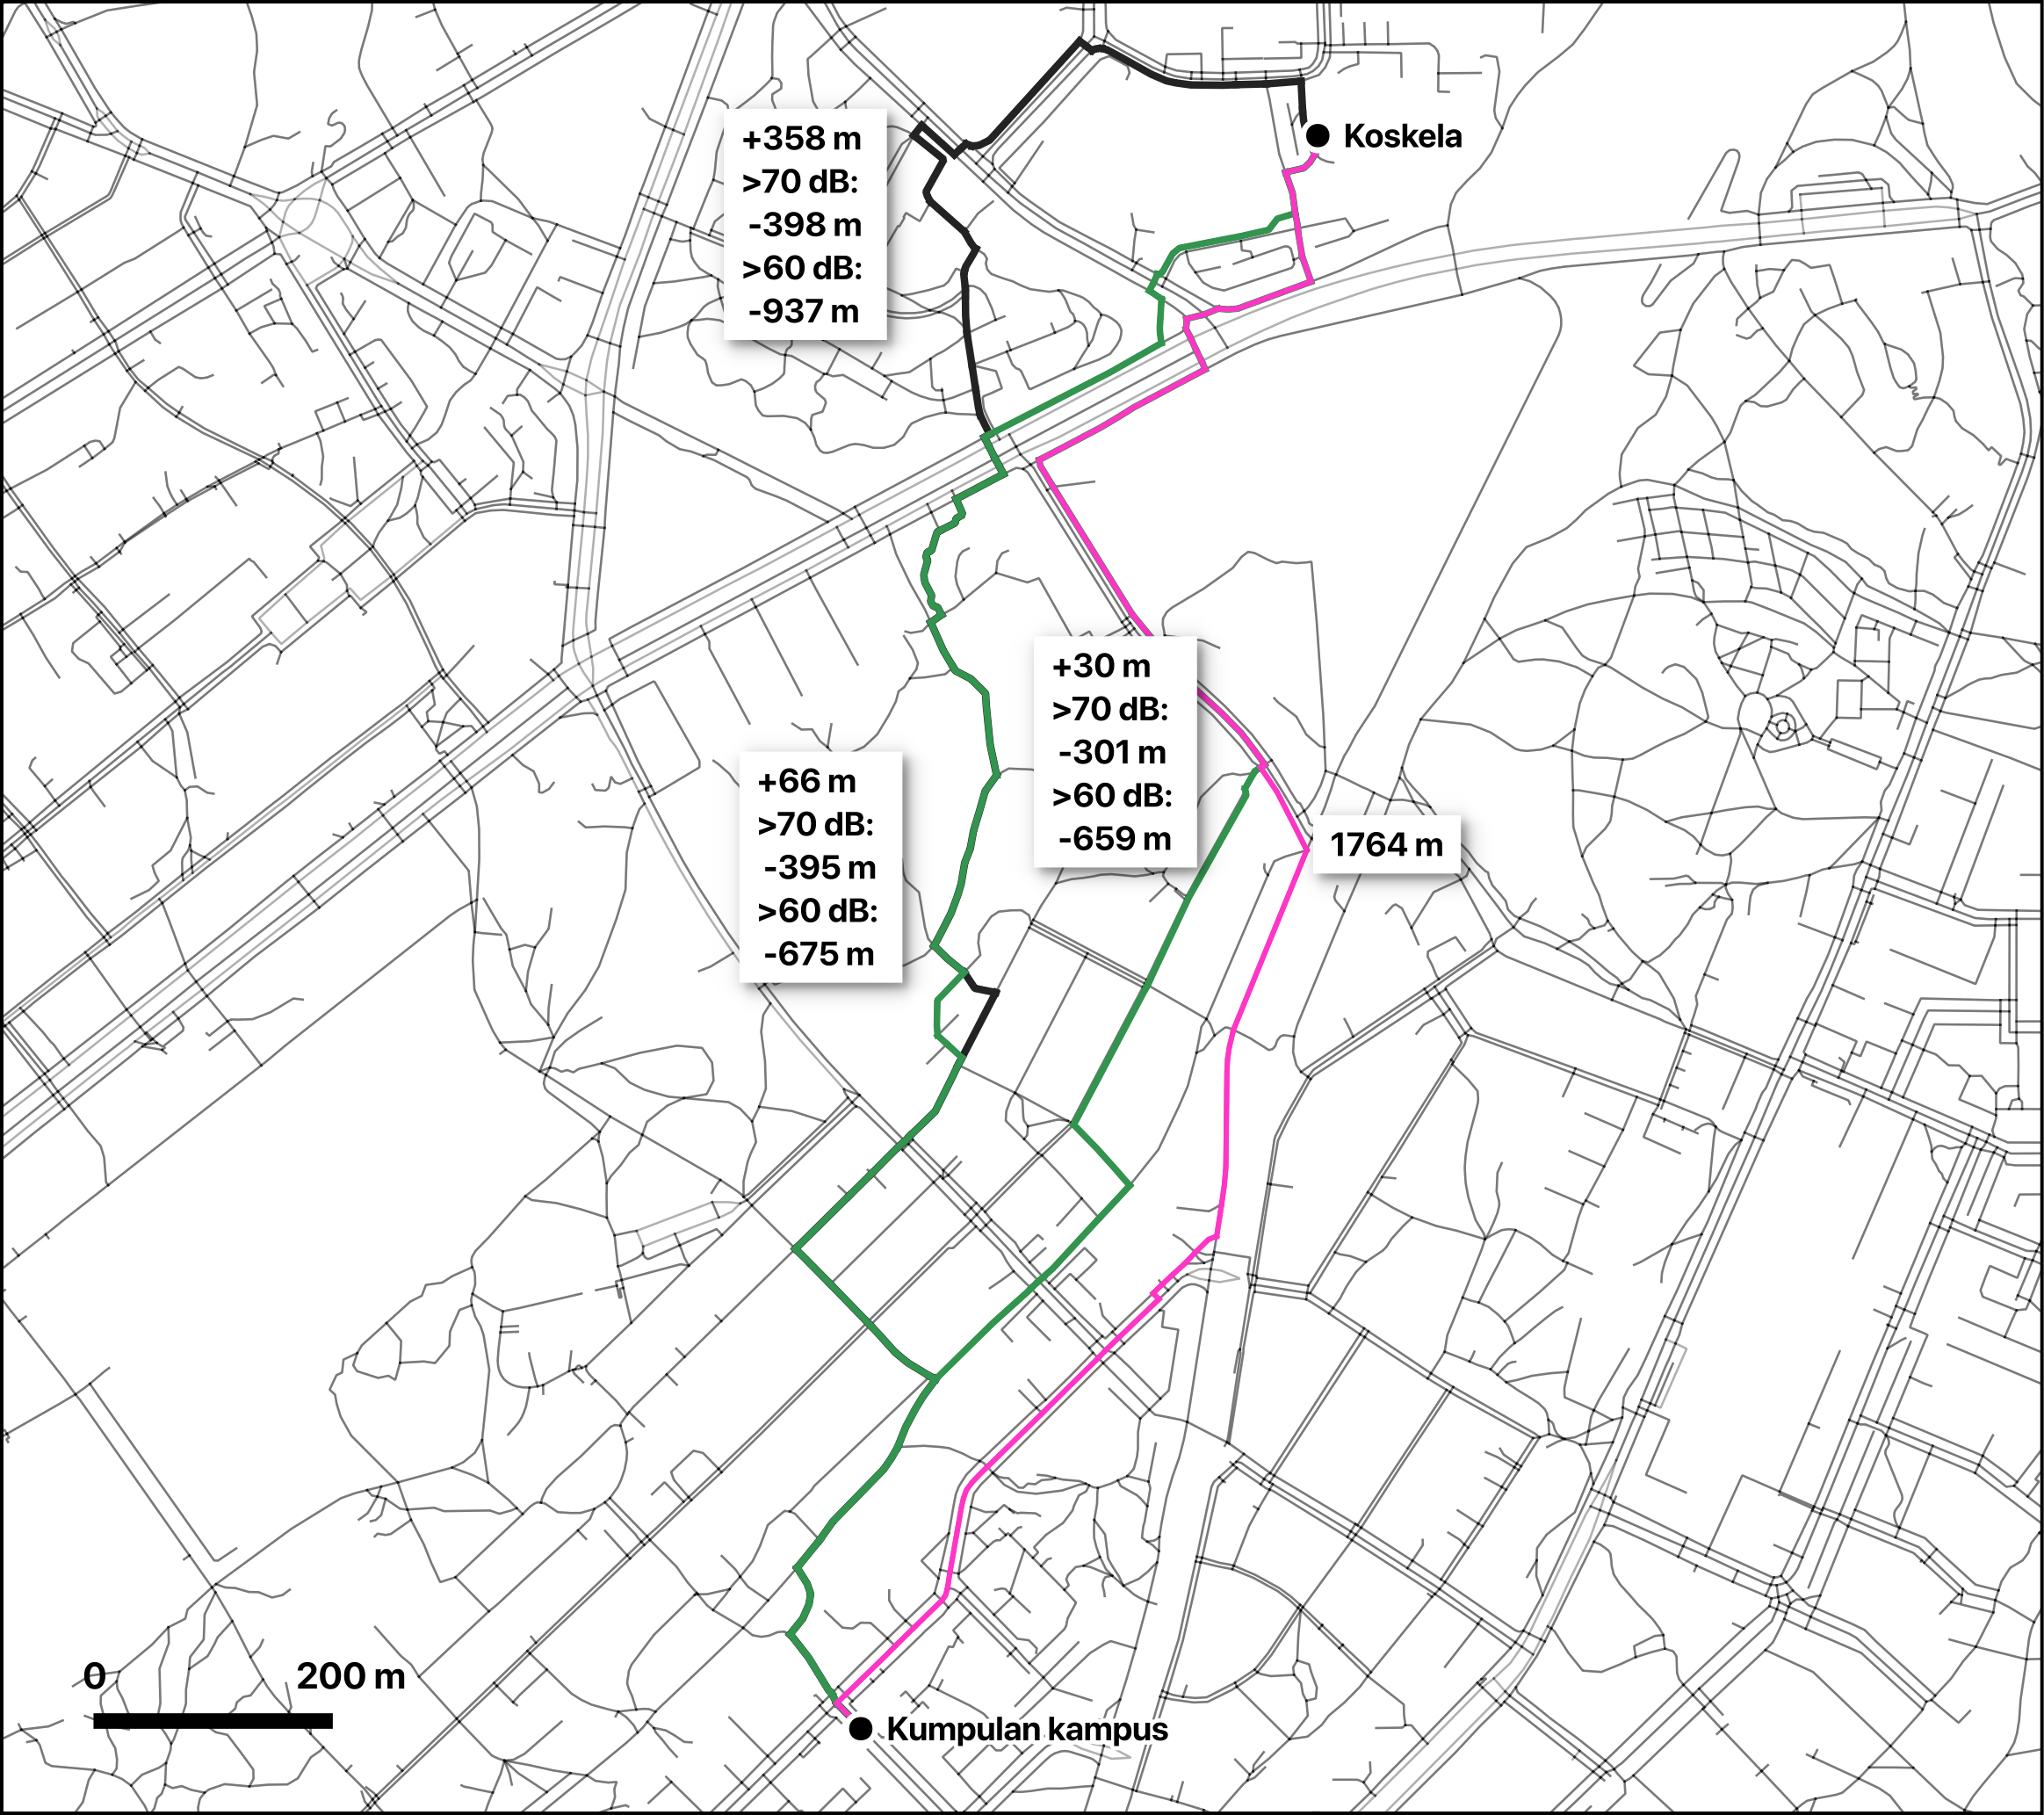 Koskela
+358 m
>70 dB:
-398 m
>60 dB:
-937 m
+30 m
>70 dB:
-301 m
>60 dB:
-659 m
+66 m
>70 dB:
-395 m
>60 dB:
-675 m
1764 m
0 200 m
Kumpulan kampus